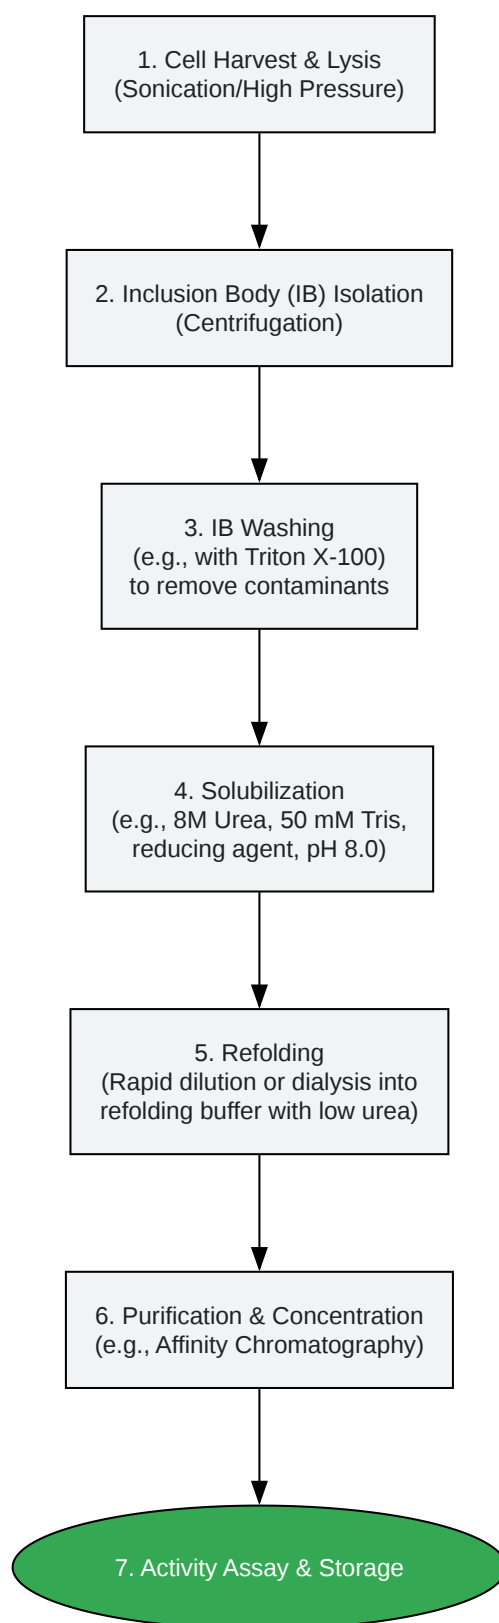 1. Cell Harvest & Lysis
(Sonication/High Pressure)
2. Inclusion Body (IB) Isolation
(Centrifugation)
3. IB Washing
(e.g., with Triton X-100)
to remove contaminants
4. Solubilization
(e.g., 8M Urea, 50 mM Tris,
reducing agent, pH 8.0)
5. Refolding
(Rapid dilution or dialysis into
refolding buffer with low urea)
6. Purification & Concentration
(e.g., Affinity Chromatography)
7. Activity Assay & Storage